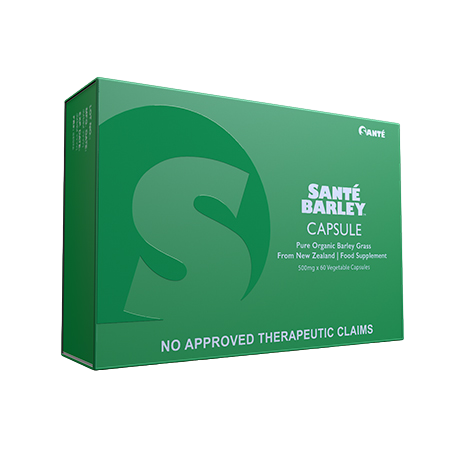 SANTÉ
SANTÉ
BARLEY
CAPSULE
Pure Organic Barley Grass
From New Zealand | Food Supplement
500mg x 60 Vegetable Capsules
NO APPROVED THERAPEUTIC CLAIMS